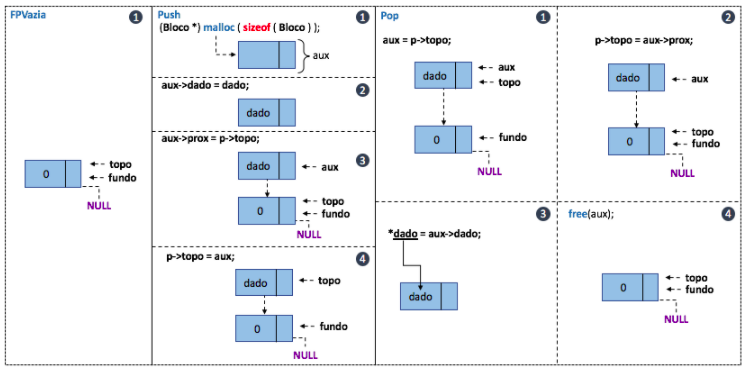 FPVazia
1
0
topo
fundo
NULL
Push
1
(Bloco *) malloc ( sizeof ( Bloco ) );
aux
aux->dado = dado;
2
dado
aux->prox = p->topo;
3
dado
aux
0
topo
fundo
NULL
p->topo = aux;
4
dado
topo
0
fundo
NULL
Pop
1
aux = p->topo;
dado
aux
topo
0
fundo
NULL
2
p->topo = aux->prox;
dado
aux
0
topo
fundo
NULL
3
*dado = aux->dado;
dado
4
free(aux);
0
topo
fundo
NULL